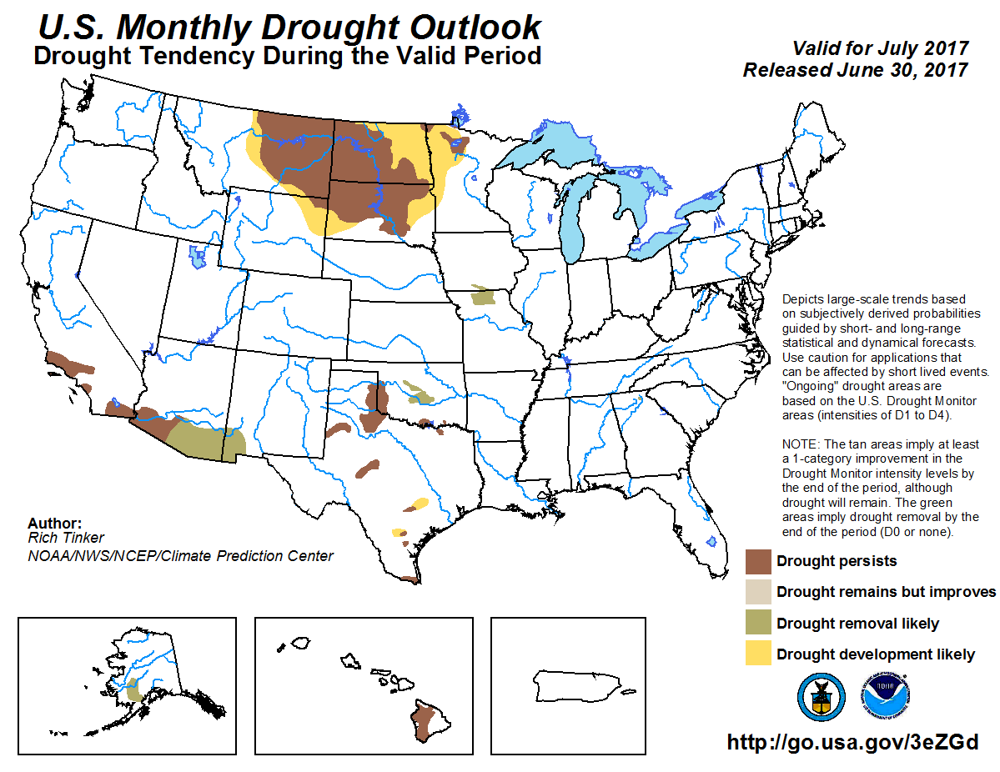 U.S. Monthly Drought Outlook
Drought Tendency During the Valid Period
Valid for July 2017
Released June 30, 2017
Depicts large-scale trends based
on subjectively derived probabilities
guided by short- and long-range
statistical and dynamical forecasts.
Use caution for applications that
can be affected by short lived events.
"Ongoing" drought areas are
based on the U.S. Drought Monitor
areas (intensities of D1 to D4).
NOTE: The tan areas imply at least
a 1-category improvement in the
Drought Monitor intensity levels by
the end of the period, although
drought will remain. The green
areas imply drought removal by the
end of the period (D0 or none).
Author:
Rich Tinker
NOAA/NWS/NCEP/Climate Prediction Center
Drought persists
Drought remains but improves
Drought removal likely
Drought development likely
http://go.usa.gov/3eZGd